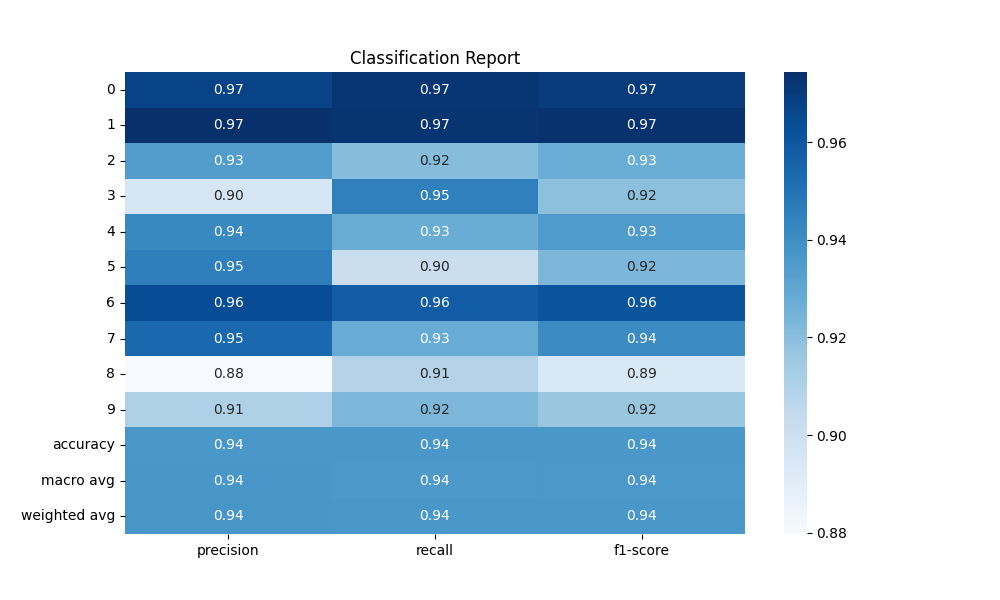 Classification Report
0 0.97 0.97 0.97
1 0.97 0.97 0.97
2 0.93 0.92 0.93
3 0.90 0.95 0.92
4 0.94 0.93 0.93
5 0.95 0.90 0.92
6 0.96 0.96 0.96
7 0.95 0.93 0.94
8 0.88 0.91 0.89
9 0.91 0.92 0.92
accuracy 0.94 0.94 0.94
macro avg 0.94 0.94 0.94
weighted avg 0.94 0.94 0.94
precision recall f1-score
0.96
0.94
0.92
0.90
0.88